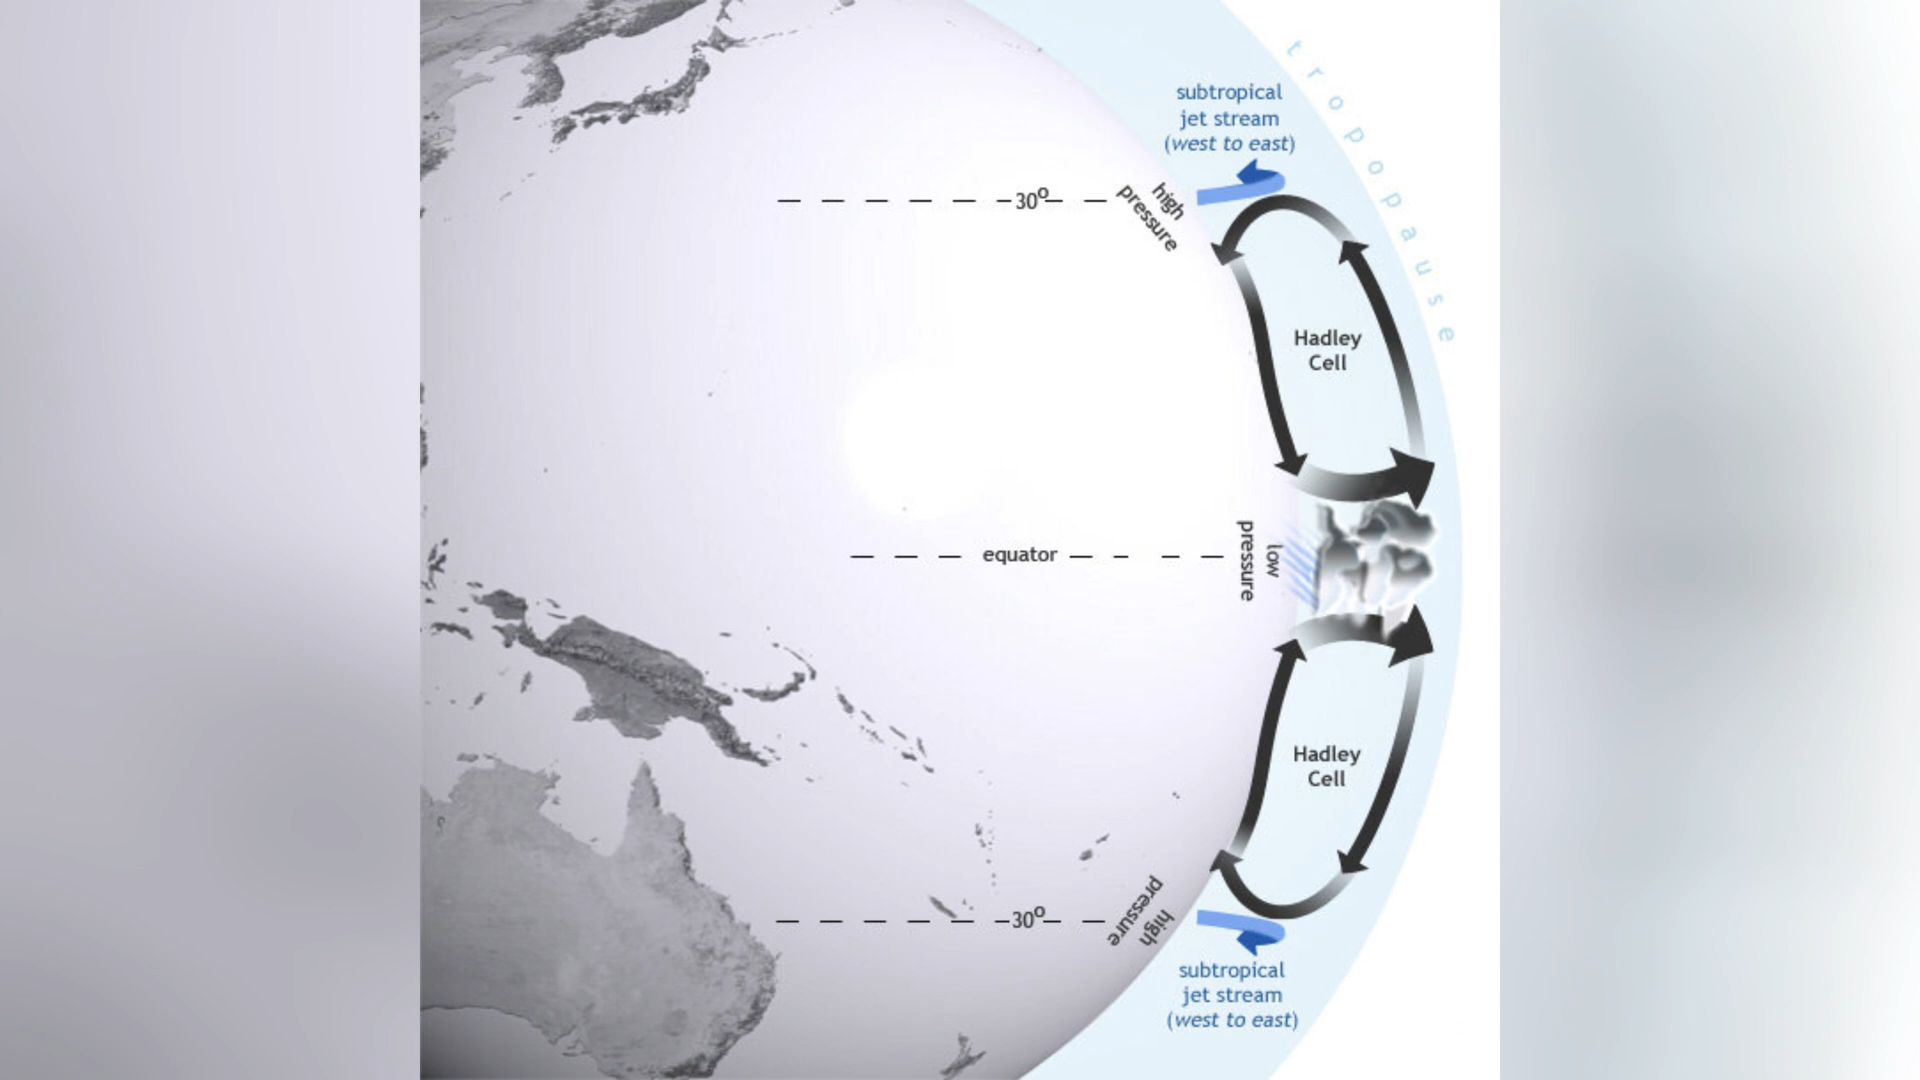 tropopause
subtropical
jet stream
(west to east)
30º
high
pressure
Hadley
Cell
equator
low
pressure
Hadley
Cell
30º
high
pressure
subtropical
jet stream
(west to east)